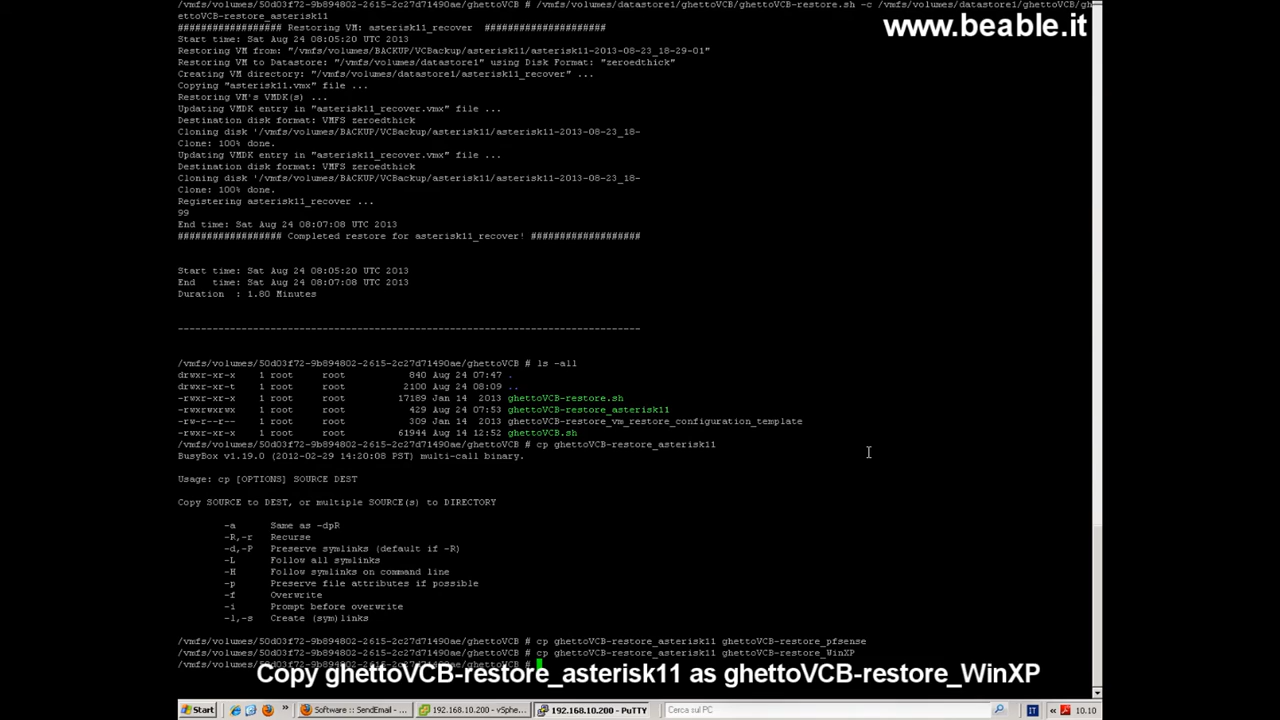 /vmfs/volumes/50d03f72-9b894802-2615-2c27d71490ae/ghettoVCB # /vmfs/volumes/datastore1/ghettoVCB/ghettoVCB-restore.sh -c /vmfs/volumes/datastore1/ghettoVCB/gh
ettoVCB-restore_asterisk11
www.beable.it
################## Restoring VM: asterisk11_recover  #####################
Start time: Sat Aug 24 08:05:20 UTC 2013
Restoring VM from: "/vmfs/volumes/BACKUP/VCBackup/asterisk11/asterisk11-2013-08-23_18-29-01"
Restoring VM to Datastore: "/vmfs/volumes/datastore1" using Disk Format: "zeroedthick"
Creating VM directory: "/vmfs/volumes/datastore1/asterisk11_recover" ...
Copying "asterisk11.vmx" file ...
Restoring VM's VMDK(s) ...
Updating VMDK entry in "asterisk11_recover.vmx" file ...
Destination disk format: VMFS zeroedthick
Cloning disk '/vmfs/volumes/BACKUP/VCBackup/asterisk11/asterisk11-2013-08-23_18-
Clone: 100% done.
Updating VMDK entry in "asterisk11_recover.vmx" file ...
Destination disk format: VMFS zeroedthick
Cloning disk '/vmfs/volumes/BACKUP/VCBackup/asterisk11/asterisk11-2013-08-23_18-
Clone: 100% done.
Registering asterisk11_recover ...
99
End time: Sat Aug 24 08:07:08 UTC 2013
################## Completed restore for asterisk11_recover! ###################
Start time: Sat Aug 24 08:05:20 UTC 2013
End   time: Sat Aug 24 08:07:08 UTC 2013
Duration  : 1.80 Minutes
--------------------------------------------------------------------------------
/vmfs/volumes/50d03f72-9b894802-2615-2c27d71490ae/ghettoVCB # ls -all
drwxr-xr-x    1 root     root           840 Aug 24 07:47 .
drwxr-xr-t    1 root     root          2100 Aug 24 08:09 ..
-rwxr-xr-x    1 root     root         17189 Jan 14  2013 ghettoVCB-restore.sh
-rwxrwxrwx    1 root     root           429 Aug 24 07:53 ghettoVCB-restore_asterisk11
-rw-r--r--    1 root     root           309 Jan 14  2013 ghettoVCB-restore_vm_restore_configuration_template
-rwxr-xr-x    1 root     root         61944 Aug 14 12:52 ghettoVCB.sh
/vmfs/volumes/50d03f72-9b894802-2615-2c27d71490ae/ghettoVCB # cp ghettoVCB-restore_asterisk11
BusyBox v1.19.0 (2012-02-29 14:20:08 PST) multi-call binary.
Usage: cp [OPTIONS] SOURCE DEST
Copy SOURCE to DEST, or multiple SOURCE(s) to DIRECTORY
-a      Same as -dpR
-R,-r   Recurse
-d,-P   Preserve symlinks (default if -R)
-L      Follow all symlinks
-H      Follow symlinks on command line
-p      Preserve file attributes if possible
-f      Overwrite
-i      Prompt before overwrite
-l,-s   Create (sym)links
/vmfs/volumes/50d03f72-9b894802-2615-2c27d71490ae/ghettoVCB # cp ghettoVCB-restore_asterisk11 ghettoVCB-restore_pfsense
/vmfs/volumes/50d03f72-9b894802-2615-2c27d71490ae/ghettoVCB # cp ghettoVCB-restore_asterisk11 ghettoVCB-restore_WinXP
/vmfs/volumes/50d03f72-9b894802-2615-2c27d71490ae/ghettoVCB #
Copy ghettoVCB-restore_asterisk11 as ghettoVCB-restore_WinXP
Start » Software :: SendEmail - ... 192.168.10.200 - vSphe... 192.168.10.200 - PuTTY Cerca sul PC IT « 10.10